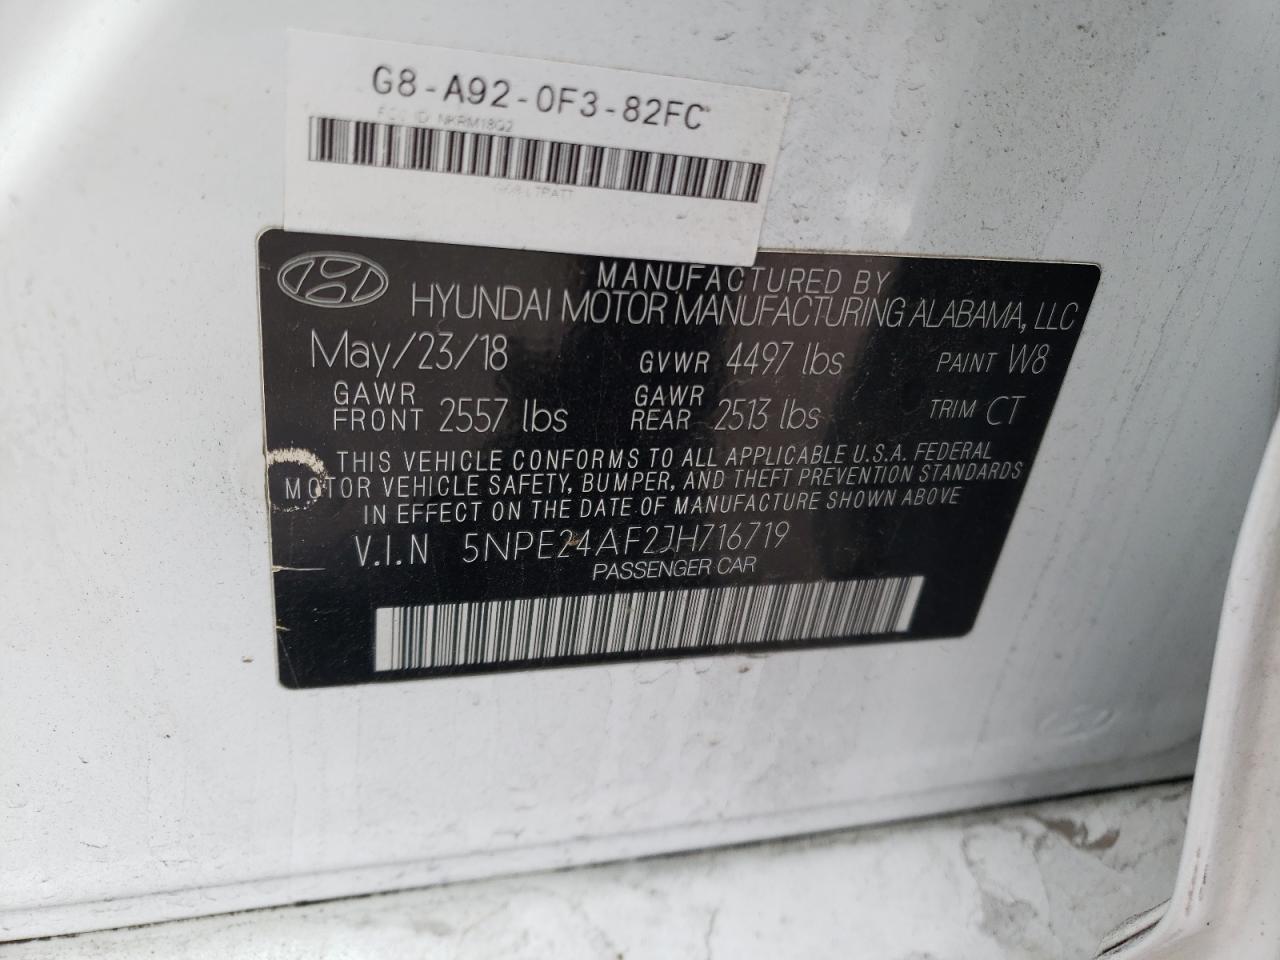 G8-A92-0F3-82FC
NKRM18G2
MANUFACTURED BY
HYUNDAI MOTOR MANUFACTURING ALABAMA, LLC
May/23/18 GVWR 4497 lbs PAINT W8
GAWR FRONT 2557 lbs GAWR REAR 2513 lbs TRIM CT
THIS VEHICLE CONFORMS TO ALL APPLICABLE U.S.A. FEDERAL
MOTOR VEHICLE SAFETY, BUMPER, AND THEFT PREVENTION STANDARDS
IN EFFECT ON THE DATE OF MANUFACTURE SHOWN ABOVE
V.I.N 5NPE24AF2JH716719
PASSENGER CAR